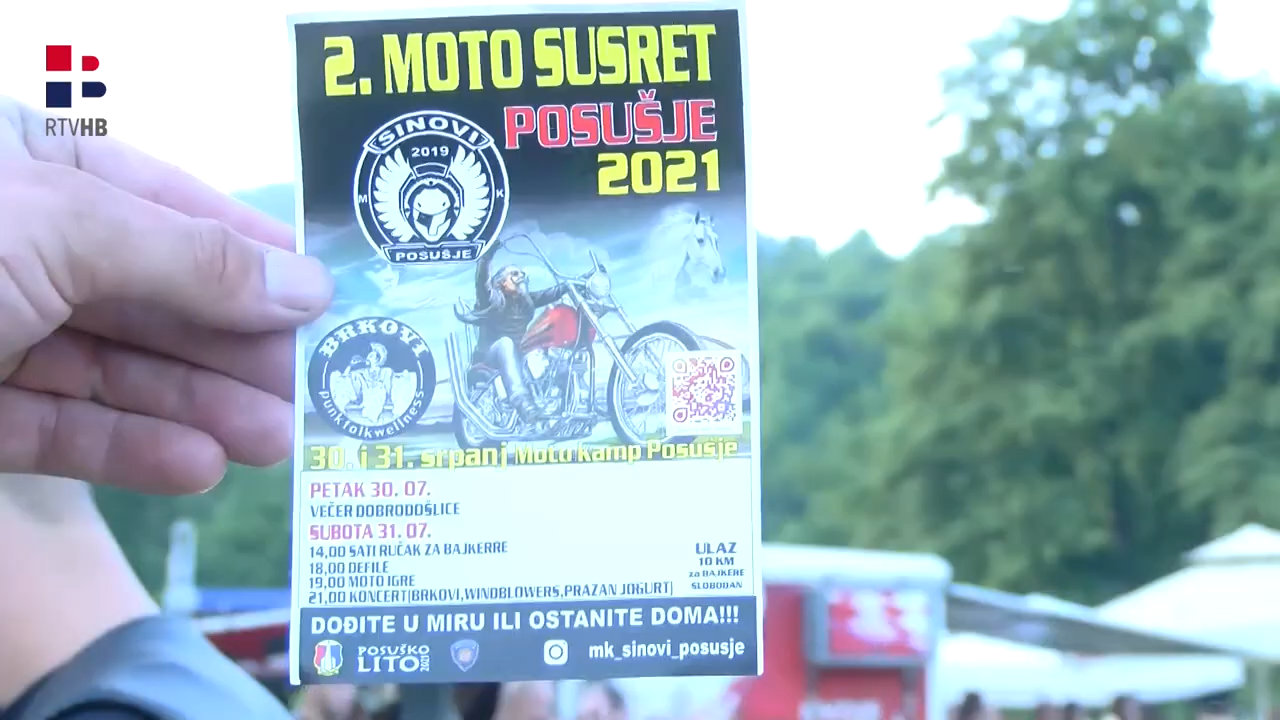 RTVHB
2. MOTO SUSRET
POSUŠJE
2021
SINOVI
2019
M K
POSUŠJE
BRKOVI
punkfolkwellness
30. i 31. srpanj Moto kamp Posušje
PETAK 30. 07.
VEČER DOBRODOŠLICE
SUBOTA 31. 07.
14,00 SATI RUČAK ZA BAJKERRE
18,00 DEFILE
19,00 MOTO IGRE
21,00 KONCERT(BRKOVI,WINDBLOWERS,PRAZAN JOGURT)
ULAZ
10 KM
za BAJKERE
SLOBODAN
DOĐITE U MIRU ILI OSTANITE DOMA!!!
POSUŠKO
LITO 2021
mk_sinovi_posusje